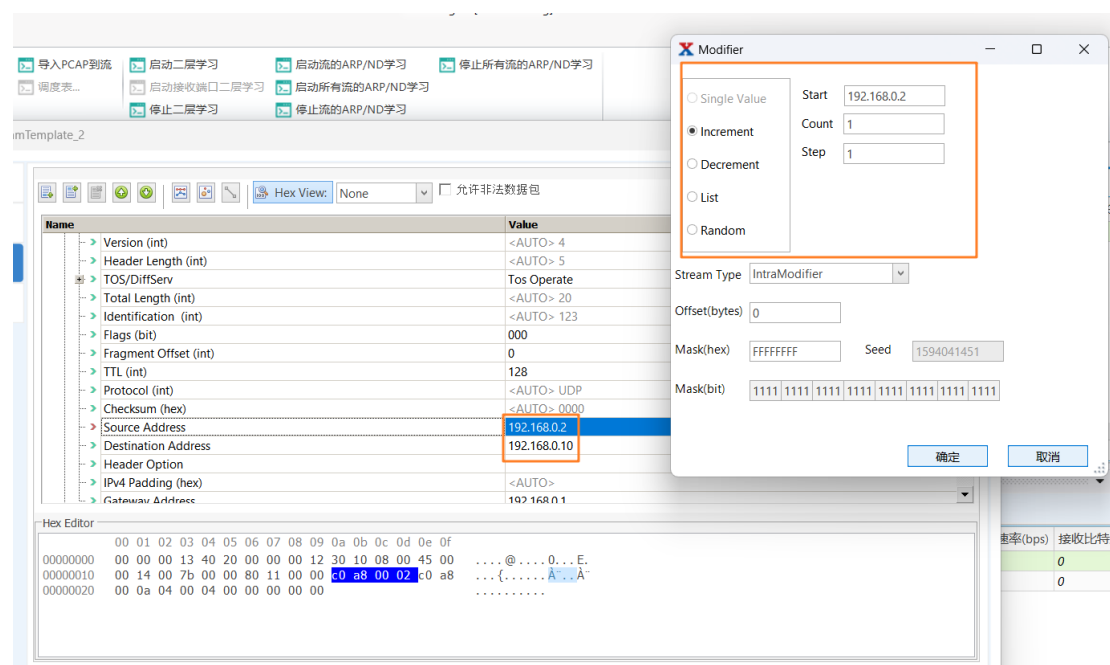 导入PCAP到流 启动二层学习 启动流的ARP/ND学习 停止所有流的ARP/ND学习
调度表... 启动接收端口二层学习 启动所有流的ARP/ND学习
停止二层学习 停止流的ARP/ND学习
mTemplate_2
Hex View: None 允许非法数据包
Name Value
Version (int) <AUTO> 4
Header Length (int) <AUTO> 5
TOS/DiffServ Tos Operate
Total Length (int) <AUTO> 20
Identification (int) <AUTO> 123
Flags (bit) 000
Fragment Offset (int) 0
TTL (int) 128
Protocol (int) <AUTO> UDP
Checksum (hex) <AUTO> 0000
Source Address 192.168.0.2
Destination Address 192.168.0.10
Header Option
IPv4 Padding (hex) <AUTO>
Gateway Address 192.168.0.1
Hex Editor
00 01 02 03 04 05 06 07 08 09 0a 0b 0c 0d 0e 0f
00000000 00 00 00 13 40 20 00 00 00 12 30 10 08 00 45 00 ....@ ....0...E.
00000010 00 14 00 7b 00 00 80 11 00 00 c0 a8 00 02 c0 a8 ...{......À¨..À¨
00000020 00 0a 04 00 04 00 00 00 00 00 ..........
Modifier
Single Value
Increment
Decrement
List
Random
Start 192.168.0.2
Count 1
Step 1
Stream Type IntraModifier
Offset(bytes) 0
Mask(hex) FFFFFFFF Seed 1594041451
Mask(bit) 1111 1111 1111 1111 1111 1111 1111 1111
确定 取消
率(bps) 接收比特
0
0